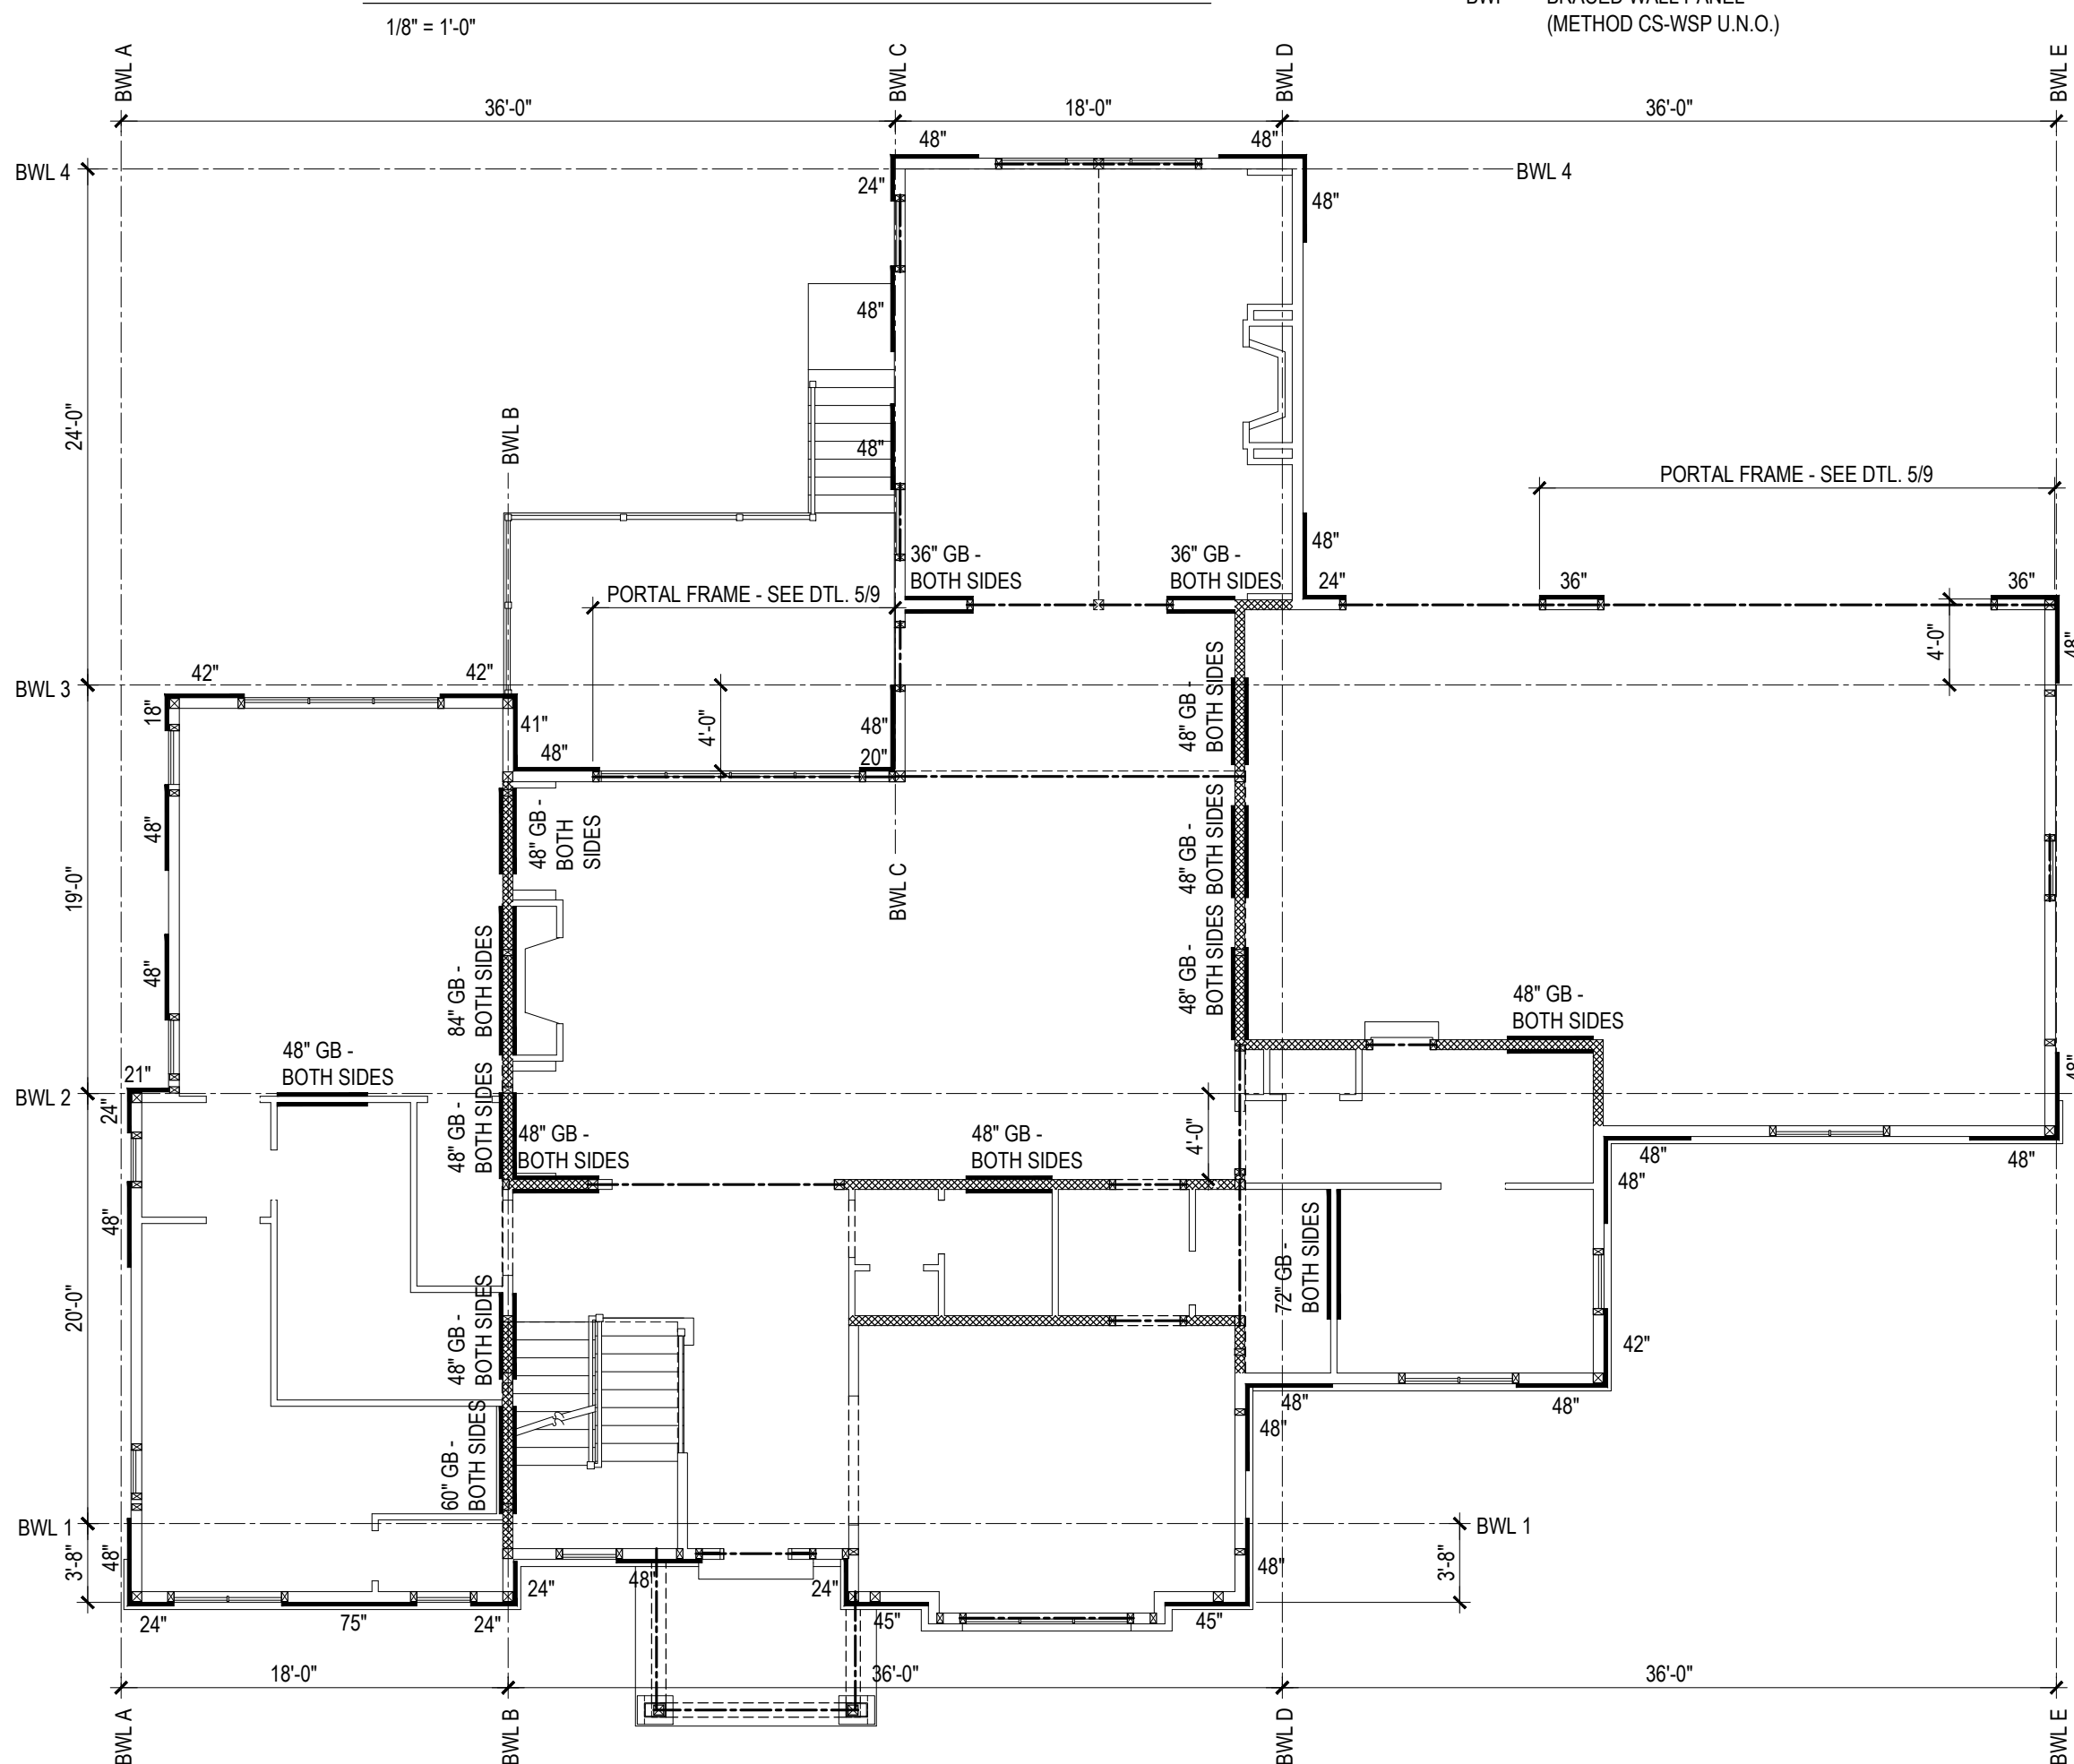 BRACED WALL PANEL
1/8" = 1'-0"
(METHOD CS-WSP U.N.O.)
BWL A
BWL C
BWL D
BWL E
36'-0"
18'-0"
36'-0"
48"
48"
BWL 4
BWL 4
24"
48"
48"
24'-0"
BWL B
48"
PORTAL FRAME - SEE DTL. 5/9
48"
36" GB -
BOTH SIDES
36" GB -
BOTH SIDES
24"
36"
36"
PORTAL FRAME - SEE DTL. 5/9
4'-0"
48"
BWL 3
42"
42"
18"
41"
48"
4'-0"
48"
20"
48" GB -
BOTH SIDES
48"
48" GB -
BOTH
SIDES
48" GB -
BOTH SIDES
BWL C
19'-0"
48"
84" GB -
BOTH SIDES
48" GB -
BOTH SIDES
48" GB -
BOTH SIDES
48" GB -
BOTH SIDES
21"
BWL 2
24"
48" GB -
BOTH SIDES
48" GB -
BOTH SIDES
48" GB -
BOTH SIDES
4'-0"
48"
48"
48"
48"
48"
72" GB -
BOTH SIDES
20'-0"
48" GB -
BOTH SIDES
42"
48"
48"
48"
60" GB -
BOTH SIDES
BWL 1
BWL 1
3'-8"
48"
24"
48"
24"
48"
3'-8"
24"
75"
24"
45"
45"
18'-0"
36'-0"
36'-0"
BWL A
BWL B
BWL D
BWL E